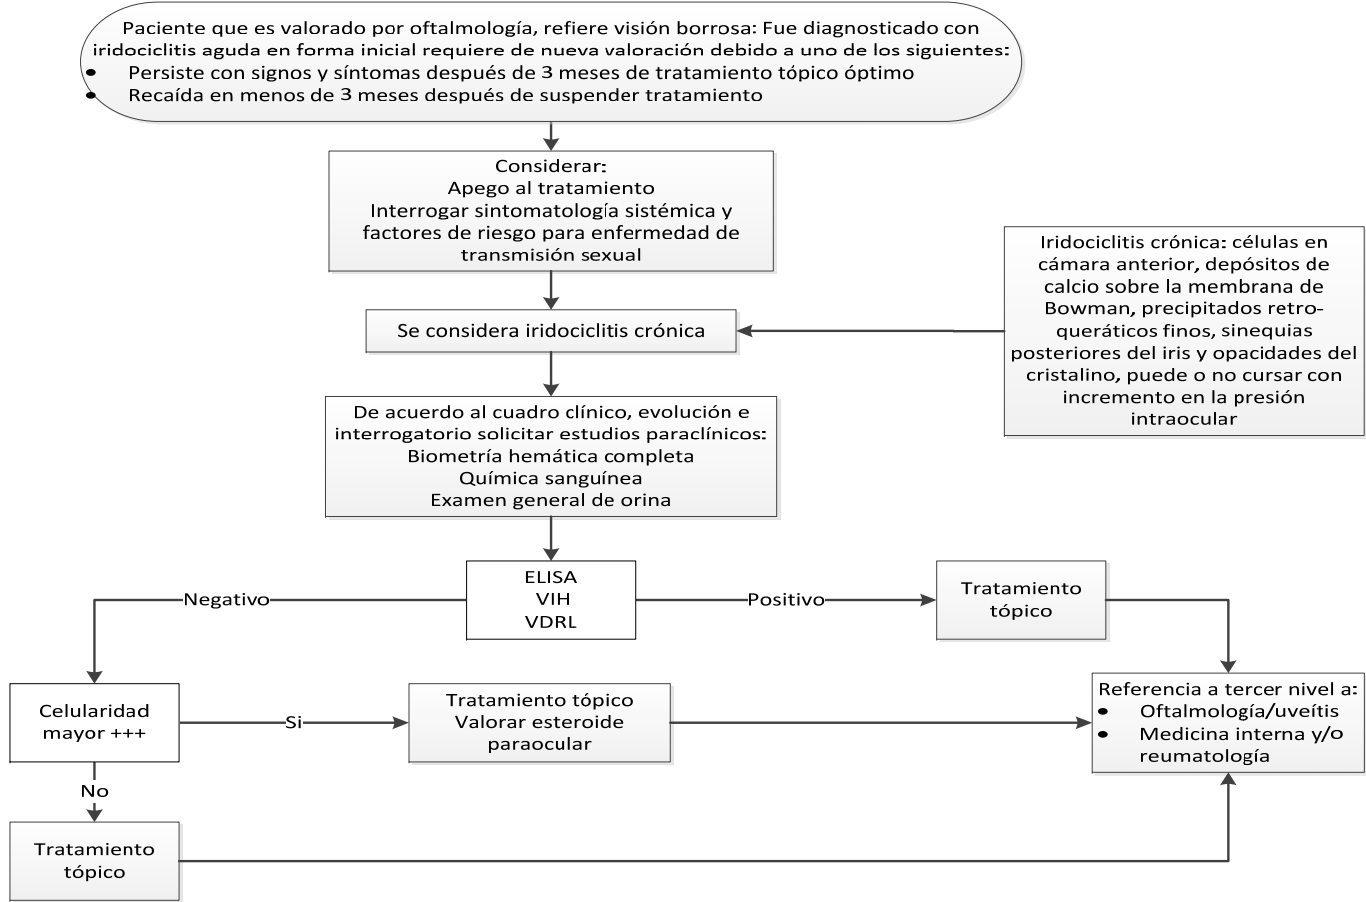 Paciente que es valorado por oftalmología, refiere visión borrosa: Fue diagnosticado con
iridociclitis aguda en forma inicial requiere de nueva valoración debido a uno de los siguientes:
• Persiste con signos y síntomas después de 3 meses de tratamiento tópico óptimo
• Recaída en menos de 3 meses después de suspender tratamiento
Considerar:
Apego al tratamiento
Interrogar sintomatología sistémica y
factores de riesgo para enfermedad de
transmisión sexual
Iridociclitis crónica: células en
cámara anterior, depósitos de
calcio sobre la membrana de
Bowman, precipitados retro-
queráticos finos, sinequias
posteriores del iris y opacidades del
cristalino, puede o no cursar con
incremento en la presión
intraocular
Se considera iridociclitis crónica
De acuerdo al cuadro clínico, evolución e
interrogatorio solicitar estudios paraclínicos:
Biometría hemática completa
Química sanguínea
Examen general de orina
ELISA
VIH
VDRL
Negativo
Positivo
Tratamiento
tópico
Celularidad
mayor +++
Si
Tratamiento tópico
Valorar esteroide
paraocular
Referencia a tercer nivel a:
• Oftalmología/uveítis
• Medicina interna y/o
reumatología
No
Tratamiento
tópico